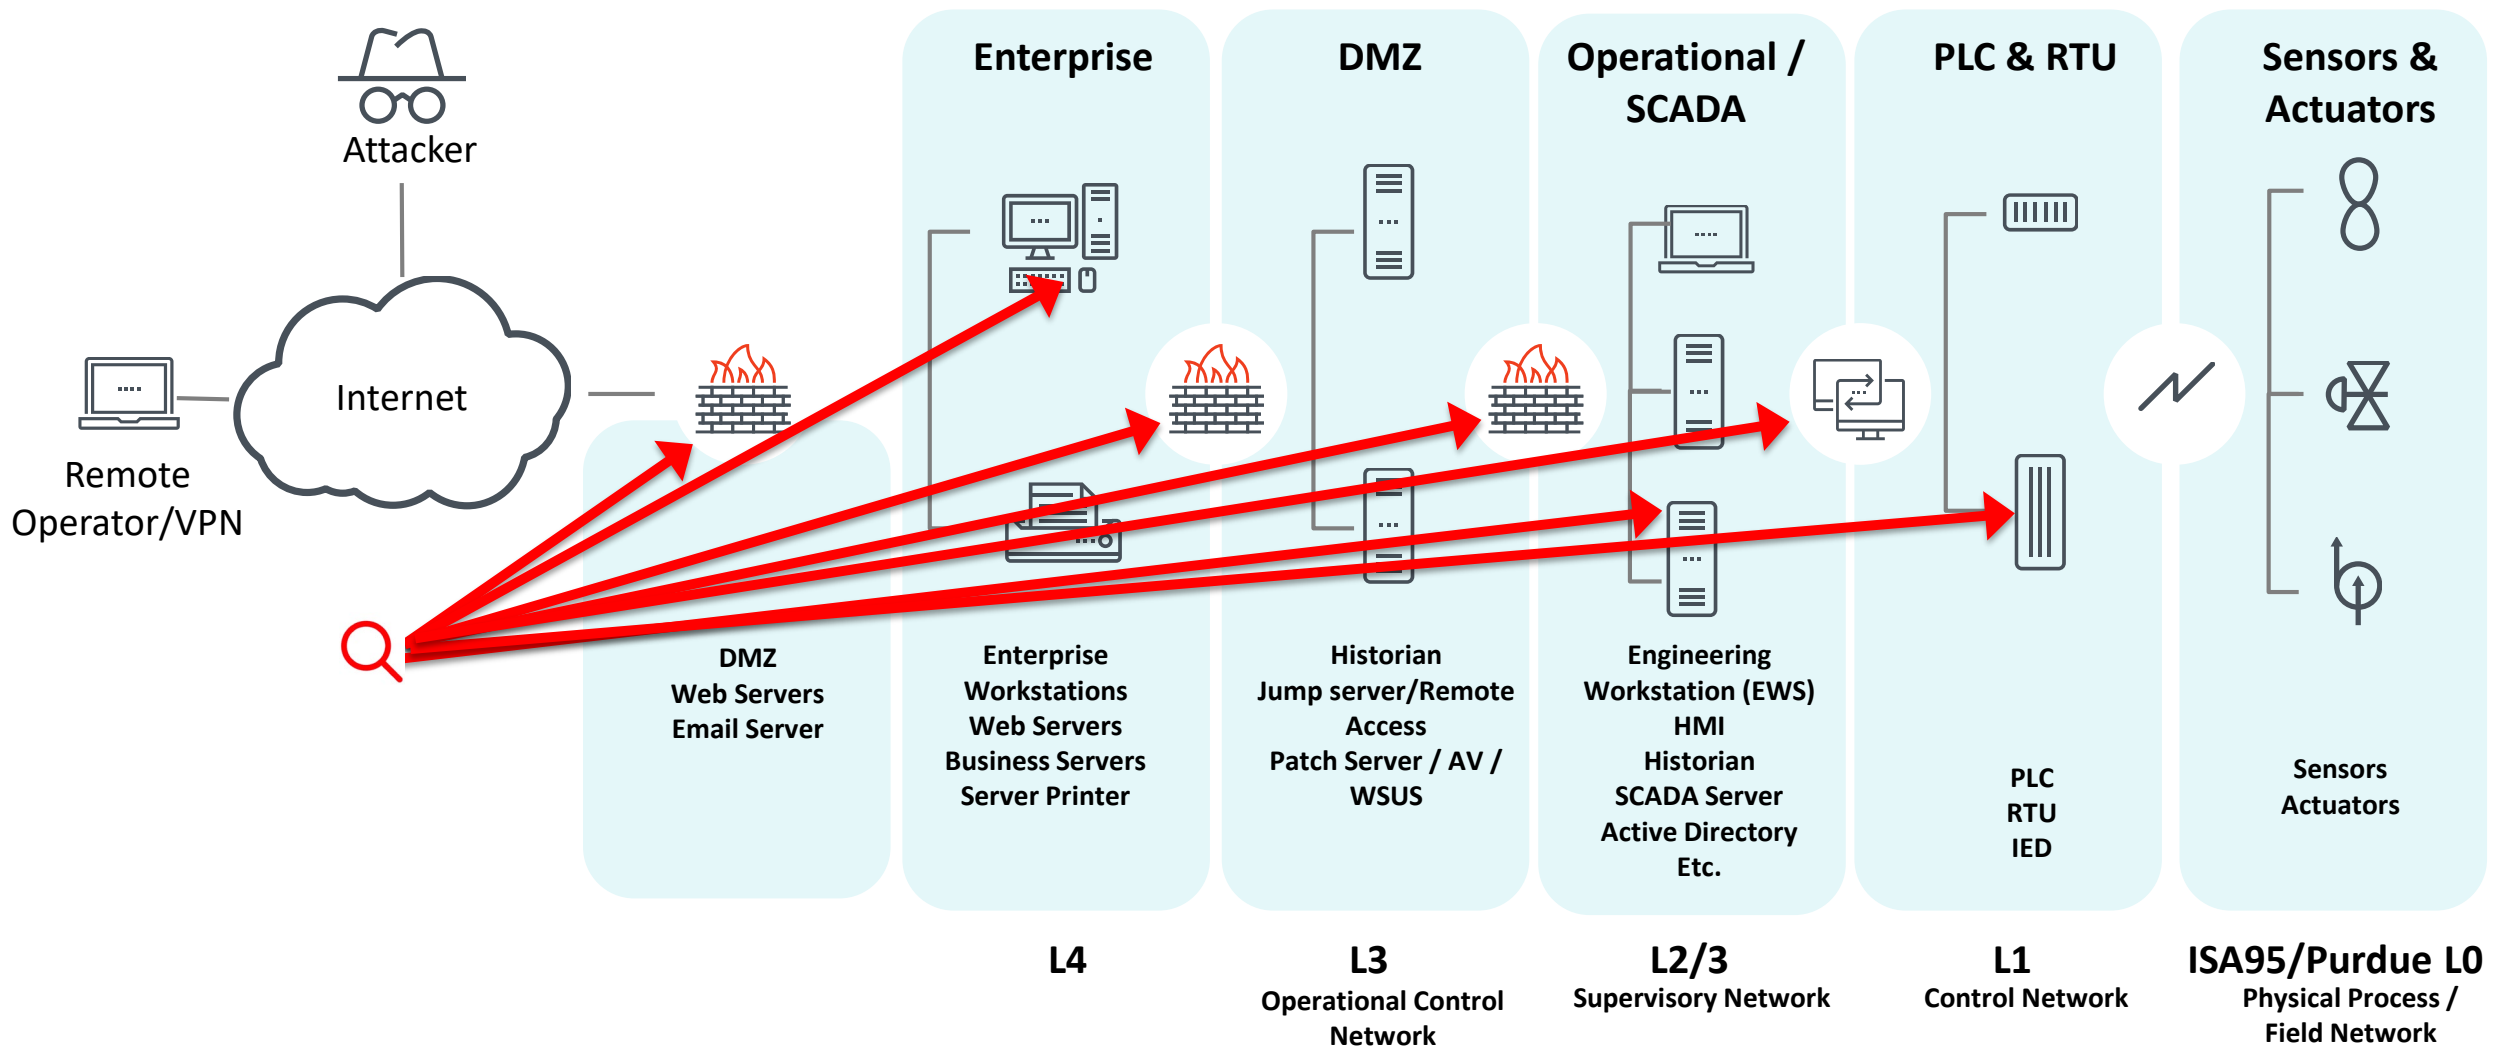 Attacker
Internet
Remote
Operator/VPN
DMZ
Web Servers
Email Server
Enterprise
Enterprise
Workstations
Web Servers
Business Servers
Server Printer
L4
DMZ
Historian
Jump server/Remote
Access
Patch Server / AV /
WSUS
L3
Operational Control
Network
Operational /
SCADA
Engineering
Workstation (EWS)
HMI
Historian
SCADA Server
Active Directory
Etc.
L2/3
Supervisory Network
PLC & RTU
PLC
RTU
IED
L1
Control Network
Sensors &
Actuators
Sensors
Actuators
ISA95/Purdue L0
Physical Process /
Field Network